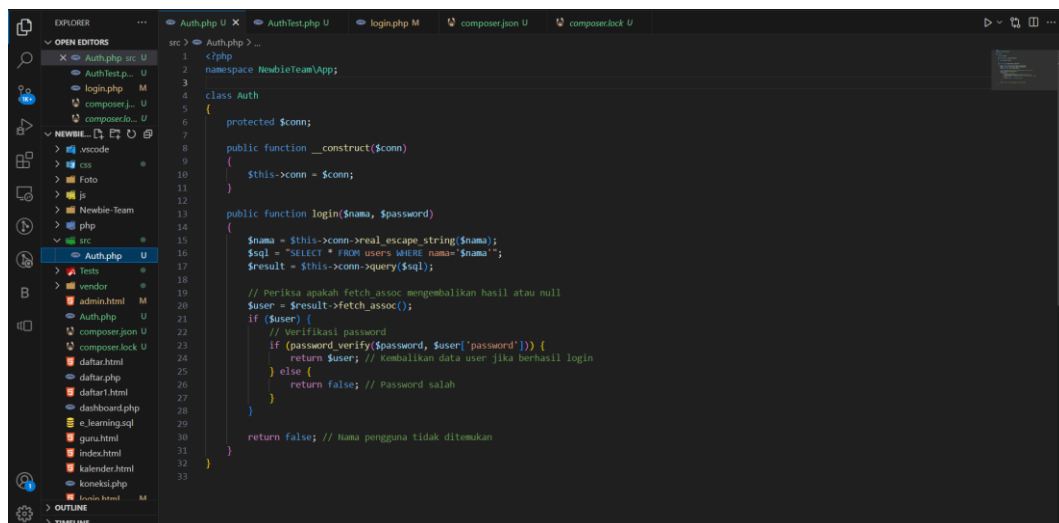 EXPLORER
OPEN EDITORS
Auth.php src U
AuthTest.p... U
login.php M
composer.j... U
composer.lo... U
NEWBIE...
.vscode
css
Foto
js
Newbie-Team
php
src
Auth.php U
Tests
vendor
admin.html M
Auth.php U
composer.json U
composer.lock U
daftar.html
daftar.php
daftar1.html
dashboard.php
e_learning.sql
guru.html
index.html
kalender.html
koneksi.php
login.html M
OUTLINE
TIMELINE
1K+
1
Auth.php U Auth​Test.php U login.php M composer.json U composer.lock U
src > Auth.php > ...
1 <?php
2 namespace NewbieTeam\App;
3
4 class Auth
5 {
6 protected $conn;
7
8 public function __construct($conn)
9 {
10 $this->conn = $conn;
11 }
12
13 public function login($nama, $password)
14 {
15 $nama = $this->conn->real_escape_string($nama);
16 $sql = "SELECT * FROM users WHERE nama='$nama'";
17 $result = $this->conn->query($sql);
18
19 // Periksa apakah fetch_assoc mengembalikan hasil atau null
20 $user = $result->fetch_assoc();
21 if ($user) {
22 // Verifikasi password
23 if (password_verify($password, $user['password'])) {
24 return $user; // Kembalikan data user jika berhasil login
25 } else {
26 return false; // Password salah
27 }
28 }
29
30 return false; // Nama pengguna tidak ditemukan
31 }
32 }
33